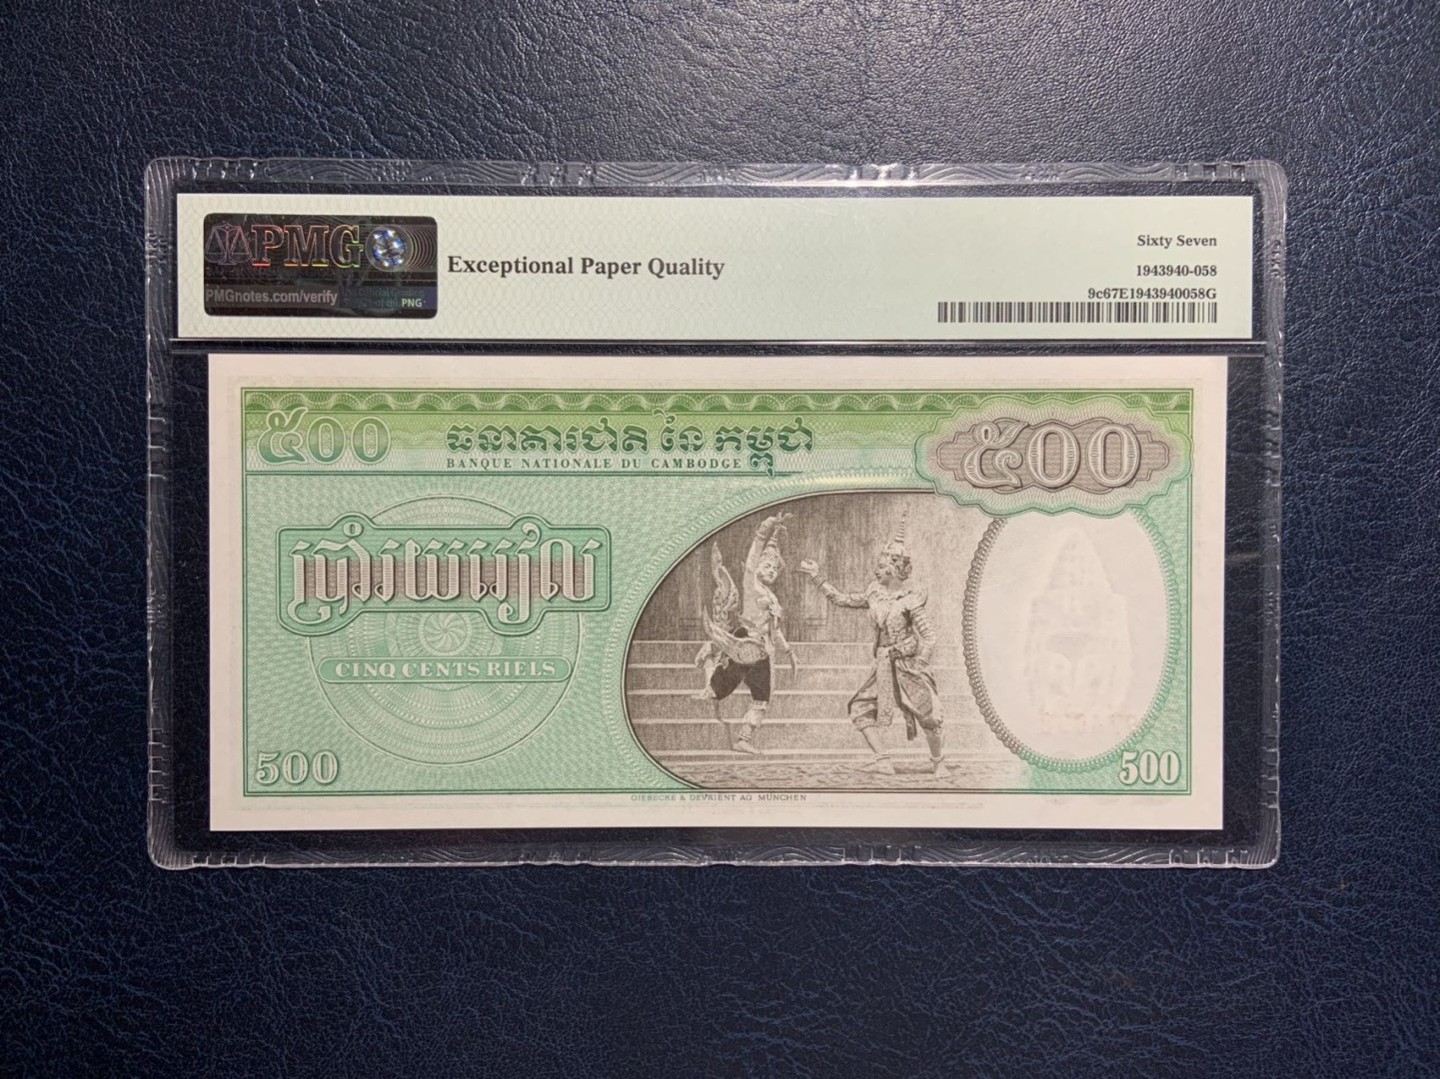 PMG
PMGnotes.com/verify
PNG
Exceptional Paper Quality
Sixty Seven
1943940-058
9c67E1943940058G
៥០០
ធនាគារជាតិ នៃ កម្ពុជា
BANQUE NATIONALE DU CAMBODGE
៥០០
ប្រាំរយរៀល
CINQ CENTS RIELS
500
500
GIESECKE & DEVRIENT AG MÜNCHEN